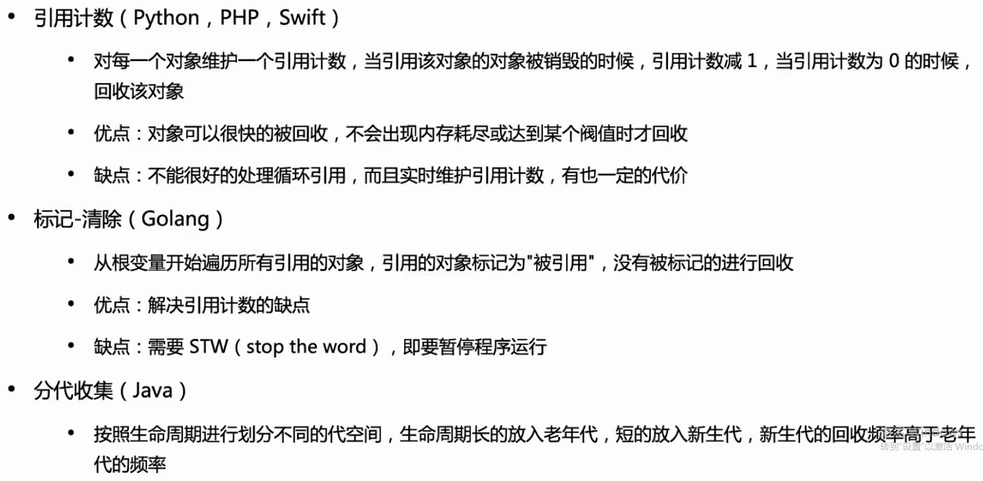 • 引用计数（Python，PHP，Swift）
• 对每一个对象维护一个引用计数，当引用该对象的对象被销毁的时候，引用计数减 1，当引用计数为 0 的时候，
回收该对象
• 优点：对象可以很快的被回收，不会出现内存耗尽或达到某个阀值时才回收
• 缺点：不能很好的处理循环引用，而且实时维护引用计数，有也一定的代价
• 标记-清除（Golang）
• 从根变量开始遍历所有引用的对象，引用的对象标记为"被引用"，没有被标记的进行回收
• 优点：解决引用计数的缺点
• 缺点：需要 STW（stop the word），即要暂停程序运行
• 分代收集（Java）
• 按照生命周期进行划分不同的代空间，生命周期长的放入老年代，短的放入新生代，新生代的回收频率高于老年
代的频率
转到"设置"以激活 Windo